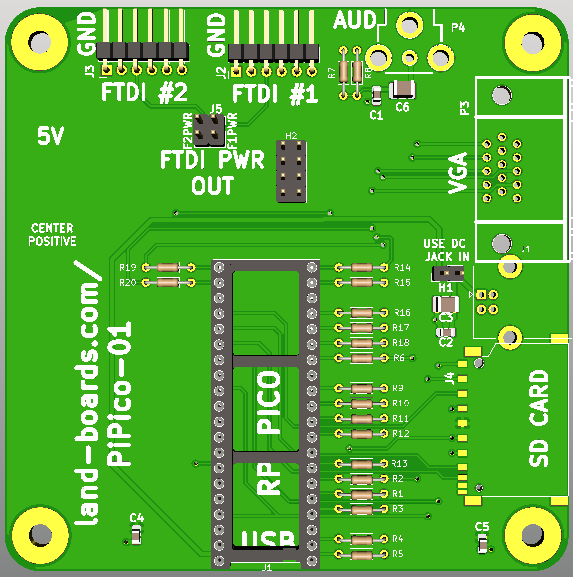 GND
GND
AUD
P4
J3
J2
R7
R8
FTDI #2
FTDI #1
C1
C6
P3
J5
F2PWR
F1PWR
5V
H2
FTDI PWR
OUT
VGA
CENTER
POSITIVE
USE DC
JACK IN
J1
R19
R20
R14
R15
H1
C3
C2
R16
R17
R18
R6
land-boards.com/
PiPico-01
J4
R9
R10
R11
R12
RP PICO
SD CARD
R13
R2
R1
R3
C4
C5
USB
R4
R5
J1